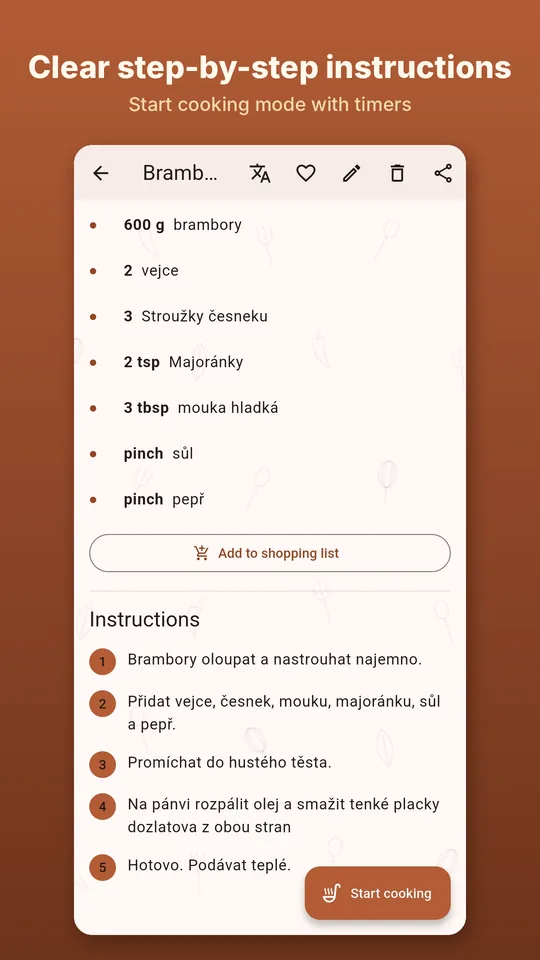 Clear step-by-step instructions
Start cooking mode with timers
Bramb...
600 g brambory
2 vejce
3 Stroužky česneku
2 tsp Majoránky
3 tbsp mouka hladká
pinch sůl
pinch pepř
Add to shopping list
Instructions
1 Brambory oloupat a nastrouhat najemno.
2 Přidat vejce, česnek, mouku, majoránku, sůl
a pepř.
3 Promíchat do hustého těsta.
4 Na pánvi rozpálit olej a smažit tenké placky
dozlatova z obou stran
5 Hotovo. Podávat teplé.
Start cooking